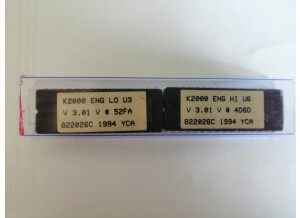 K2000 ENG LO U3
V 3.01 V # 52FA
822026C 1994 YCA
K2000 ENG HI U6
V 3.01 V # 4D6D
822026C 1994 YCA